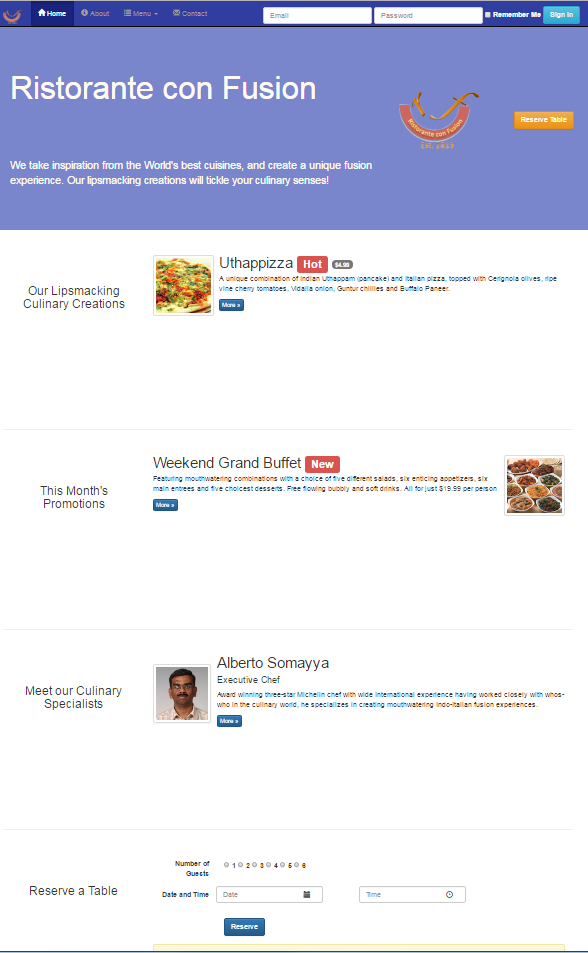 Home About Menu Contact Email Password Remember Me Sign in
Ristorante con Fusion
Ristorante con Fusion
Reserve Table
We take inspiration from the World's best cuisines, and create a unique fusion
experience. Our lipsmacking creations will tickle your culinary senses!
Our Lipsmacking
Culinary Creations
Uthappizza Hot $4.99
A unique combination of Indian Uthappam (pancake) and Italian pizza, topped with Cerignola olives, ripe
vine cherry tomatoes, Vidalia onion, Guntur chillies and Buffalo Paneer.
More »
This Month's
Promotions
Weekend Grand Buffet New
Featuring mouthwatering combinations with a choice of five different salads, six enticing appetizers, six
main entrees and five choicest desserts. Free flowing bubbly and soft drinks. All for just $19.99 per person
More »
Meet our Culinary
Specialists
Alberto Somayya
Executive Chef
Award winning three-star Michelin chef with wide International experience having worked closely with whos-
who in the culinary world, he specializes in creating mouthwatering Indo-Italian fusion experiences.
More »
Reserve a Table
Number of
Guests
1 2 3 4 5 6
Date and Time Date Time
Reserve